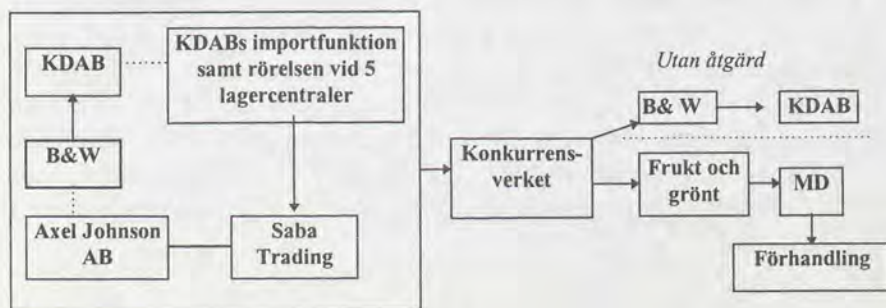 KDAB
KDABs importfunktion
samt rörelsen vid 5
lagercentraler
B&W
Axel Johnson
AB
Saba
Trading
Konkurrens-
verket
Utan åtgärd
B& W
KDAB
Frukt och
grönt
MD
Förhandling